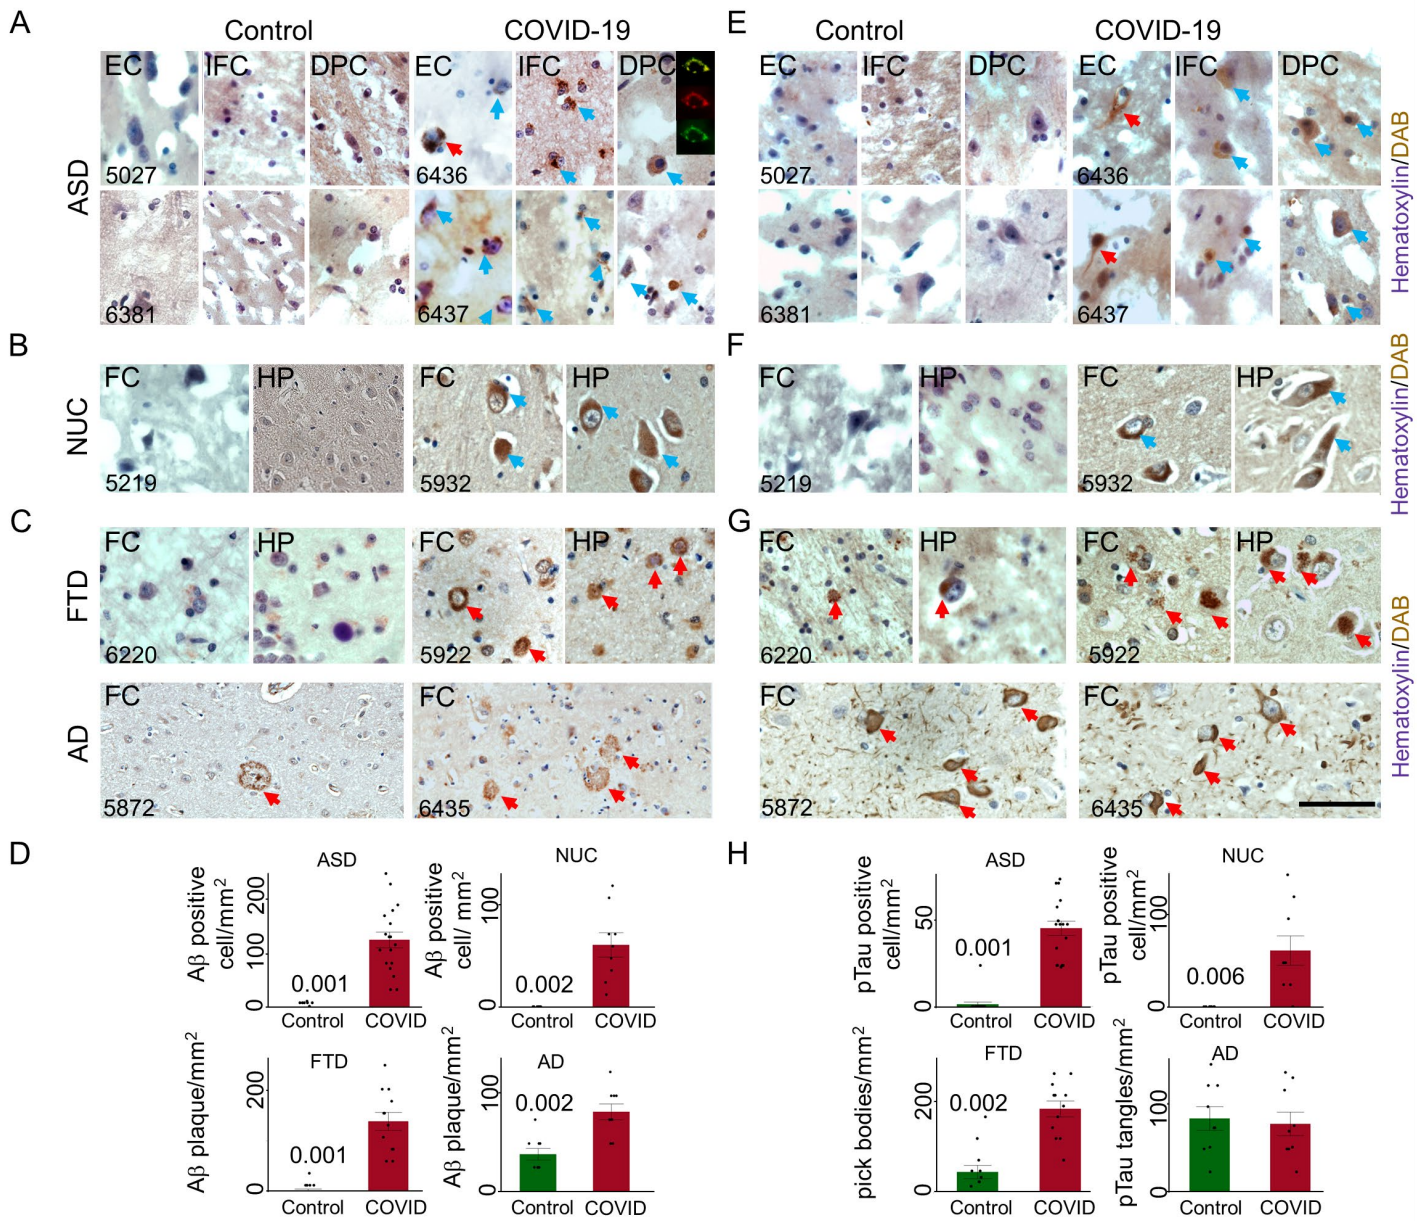 A
Control
COVID-19
ASD
EC
IFC
DPC
EC
IFC
DPC
5027
6436
6381
6437
B
NUC
FC
HP
FC
HP
5219
5932
C
FTD
FC
HP
FC
HP
6220
5922
AD
FC
FC
5872
6435
D
ASD
Aβ positive
cell/mm²
200
100
0
0.001
Control
COVID
NUC
Aβ positive
cell/ mm²
100
0
0.002
Control
COVID
FTD
Aβ plaque/mm²
200
0
0.001
Control
COVID
AD
Aβ plaque/mm²
100
0
0.002
Control
COVID
E
Control
COVID-19
EC
IFC
DPC
EC
IFC
DPC
5027
6436
6381
6437
Hematoxylin/DAB
F
FC
HP
FC
HP
5219
5932
Hematoxylin/DAB
G
FC
HP
FC
HP
6220
5922
FC
FC
5872
6435
Hematoxylin/DAB
H
ASD
pTau positive
cell/mm²
50
0
0.001
Control
COVID
NUC
pTau positive
cell/mm²
100
0
0.006
Control
COVID
FTD
pick bodies/mm²
200
0
0.002
Control
COVID
AD
pTau tangles/mm²
100
0
Control
COVID